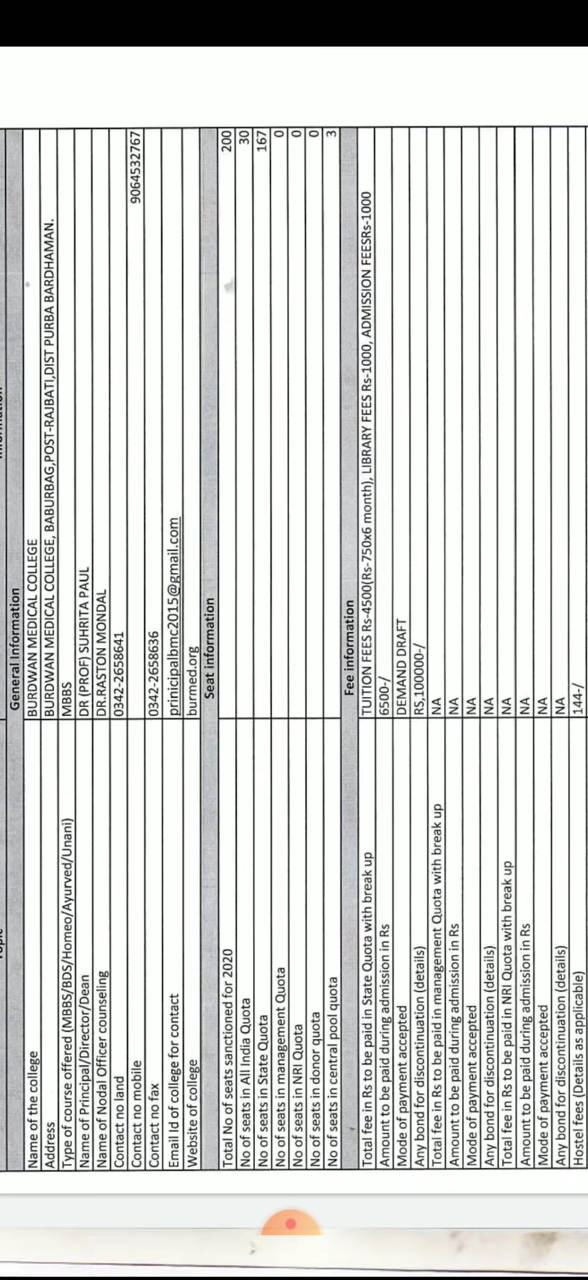 General Information
Name of the college BURDWAN MEDICAL COLLEGE
Address BURDWAN MEDICAL COLLEGE, BABURBAG,POST-RAJBATI,DIST PURBA BARDHAMAN.
Type of course offered (MBBS/BDS/Homeo/Ayurved/Unani) MBBS
Name of Principal/Director/Dean DR (PROF) SUHRITA PAUL
Name of Nodal Officer counseling DR.RASTON MONDAL
Contact no land 0342-2658641
Contact no mobile 9064532767
Contact no fax 0342-2658636
Email Id of college for contact prinicipalbmc2015@gmail.com
Website of college burmed.org
Seat information
Total No of seats sanctioned for 2020 200
No of seats in All India Quota 30
No of seats in State Quota 167
No of seats in management Quota 0
No of seats in NRI Quota 0
No of seats in donor quota 0
No of seats in central pool quota 3
Fee information
Total fee in Rs to be paid in State Quota with break up TUITION FEES Rs-4500(Rs-750x6 month), LIBRARY FEES Rs-1000, ADMISSION FEESRs-1000
Amount to be paid during admission in Rs 6500-/
Mode of payment accepted DEMAND DRAFT
Any bond for discontinuation (details) RS,100000-/
Total fee in Rs to be paid in management Quota with break up NA
Amount to be paid during admission in Rs NA
Mode of payment accepted NA
Any bond for discontinuation (details) NA
Total fee in Rs to be paid in NRI Quota with break up NA
Amount to be paid during admission in Rs NA
Mode of payment accepted NA
Any bond for discontinuation (details) NA
Hostel fees (Details as applicable) 144-/